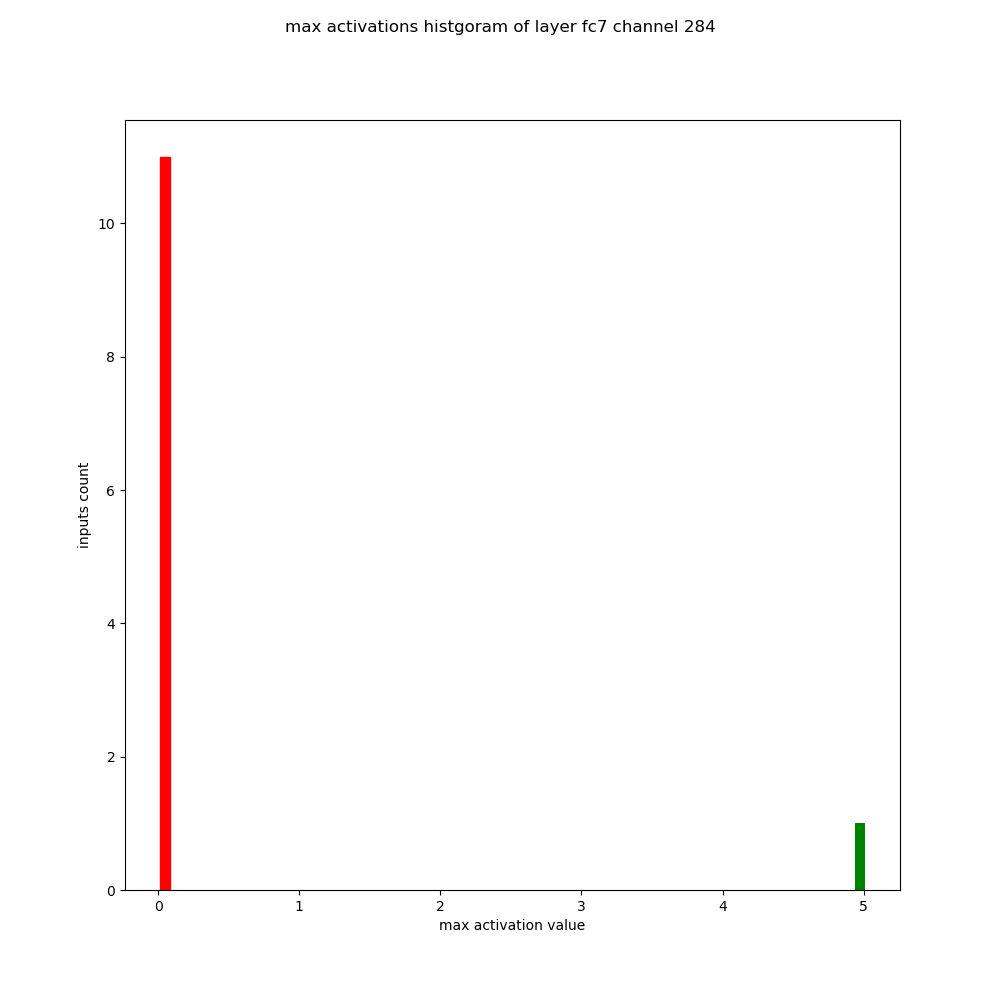 max activations histgoram of layer fc7 channel 284
10
8
6
4
2
0
inputs count
0 1 2 3 4 5
max activation value